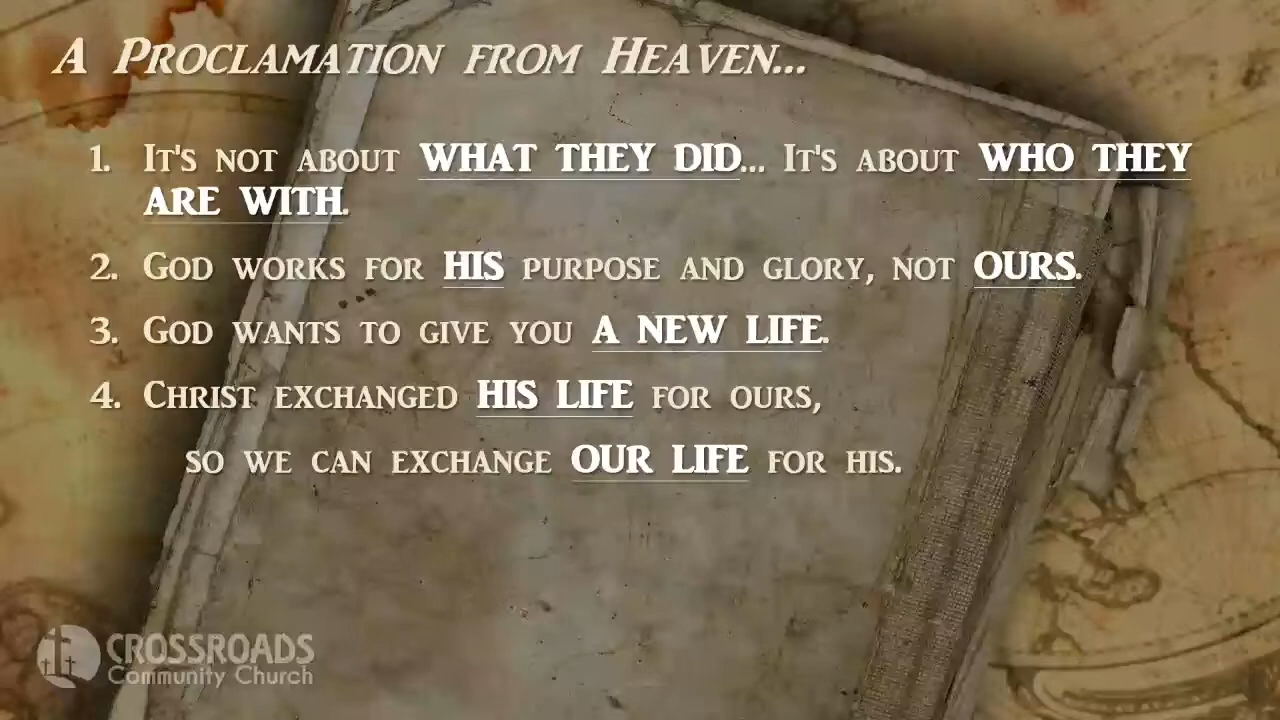 A Proclamation from Heaven...
1. It's not about WHAT THEY DID... It's about WHO THEY
ARE WITH.
2. God works for HIS purpose and glory, not OURS.
3. God wants to give you A NEW LIFE.
4. Christ exchanged HIS LIFE for ours,
so we can exchange OUR LIFE for his.
CROSSROADS
Community Church